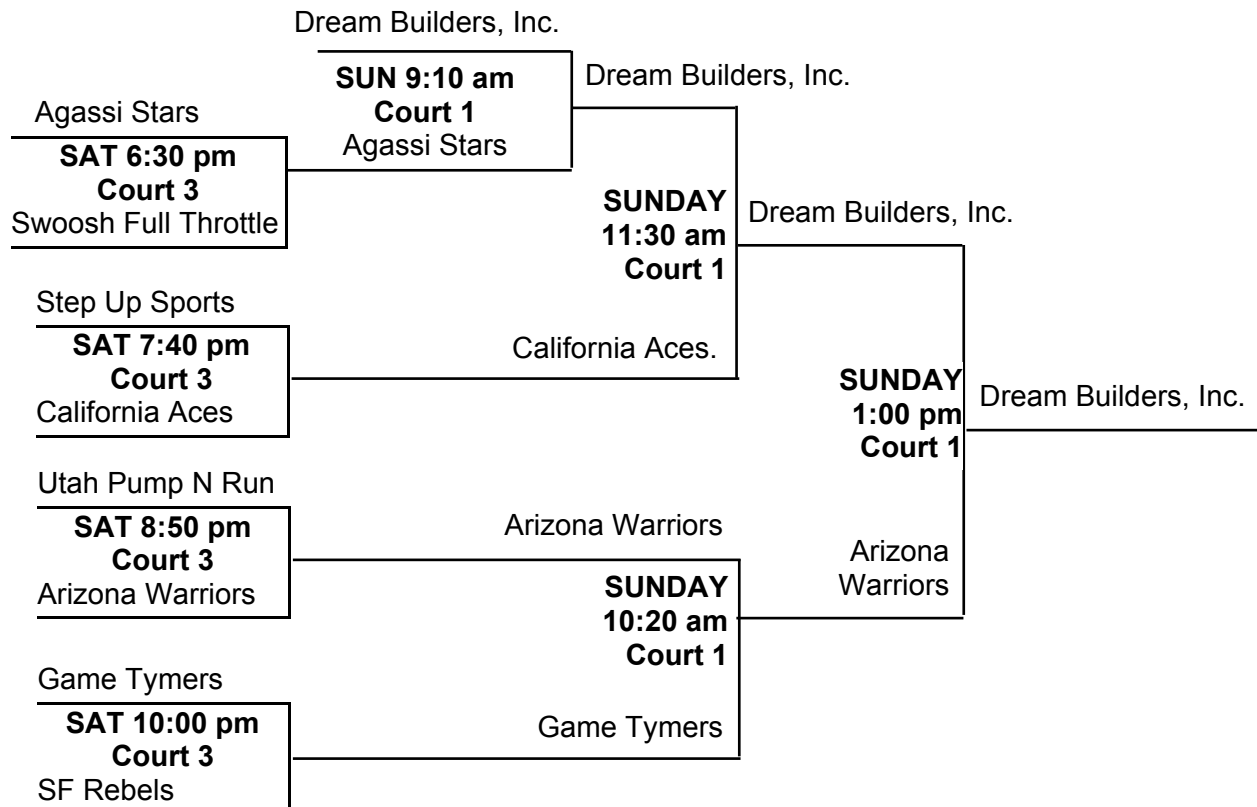 Dream Builders, Inc.
SUN 9:10 am
Court 1
Agassi Stars
Dream Builders, Inc.
Agassi Stars
SAT 6:30 pm
Court 3
Swoosh Full Throttle
SUNDAY
11:30 am
Court 1
Dream Builders, Inc.
Step Up Sports
SAT 7:40 pm
Court 3
California Aces
California Aces.
SUNDAY
1:00 pm
Court 1
Dream Builders, Inc.
Utah Pump N Run
SAT 8:50 pm
Court 3
Arizona Warriors
Arizona Warriors
SUNDAY
10:20 am
Court 1
Arizona
Warriors
Game Tymers
SAT 10:00 pm
Court 3
SF Rebels
Game Tymers